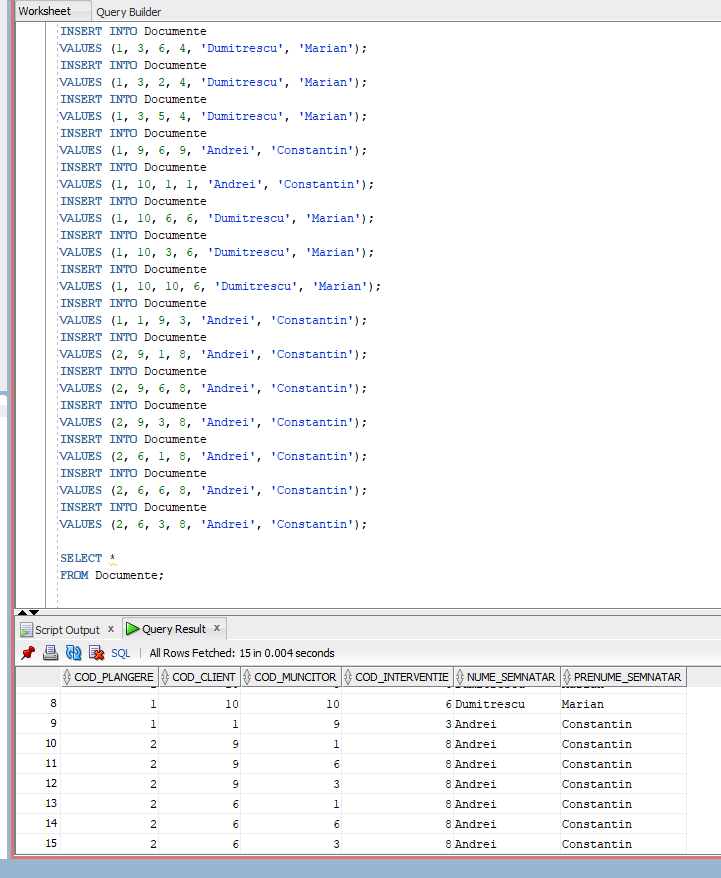 Worksheet Query Builder
INSERT INTO Documente
VALUES (1, 3, 6, 4, 'Dumitrescu', 'Marian');
INSERT INTO Documente
VALUES (1, 3, 2, 4, 'Dumitrescu', 'Marian');
INSERT INTO Documente
VALUES (1, 3, 5, 4, 'Dumitrescu', 'Marian');
INSERT INTO Documente
VALUES (1, 9, 6, 9, 'Andrei', 'Constantin');
INSERT INTO Documente
VALUES (1, 10, 1, 1, 'Andrei', 'Constantin');
INSERT INTO Documente
VALUES (1, 10, 6, 6, 'Dumitrescu', 'Marian');
INSERT INTO Documente
VALUES (1, 10, 3, 6, 'Dumitrescu', 'Marian');
INSERT INTO Documente
VALUES (1, 10, 10, 6, 'Dumitrescu', 'Marian');
INSERT INTO Documente
VALUES (1, 1, 9, 3, 'Andrei', 'Constantin');
INSERT INTO Documente
VALUES (2, 9, 1, 8, 'Andrei', 'Constantin');
INSERT INTO Documente
VALUES (2, 9, 6, 8, 'Andrei', 'Constantin');
INSERT INTO Documente
VALUES (2, 9, 3, 8, 'Andrei', 'Constantin');
INSERT INTO Documente
VALUES (2, 6, 1, 8, 'Andrei', 'Constantin');
INSERT INTO Documente
VALUES (2, 6, 6, 8, 'Andrei', 'Constantin');
INSERT INTO Documente
VALUES (2, 6, 3, 8, 'Andrei', 'Constantin');
SELECT *
FROM Documente;
Script Output x Query Result x
SQL | All Rows Fetched: 15 in 0.004 seconds
COD_PLANGERE COD_CLIENT COD_MUNCITOR COD_INTERVENTIE NUME_SEMNATAR PRENUME_SEMNATAR
8 1 10 10 6 Dumitrescu Marian
9 1 1 9 3 Andrei Constantin
10 2 9 1 8 Andrei Constantin
11 2 9 6 8 Andrei Constantin
12 2 9 3 8 Andrei Constantin
13 2 6 1 8 Andrei Constantin
14 2 6 6 8 Andrei Constantin
15 2 6 3 8 Andrei Constantin